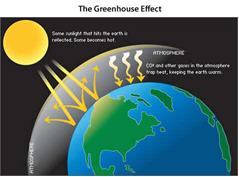 The Greenhouse Effect
Some sunlight that hits the earth is
reflected. Some becomes hot.
ATMOSPHERE
CO2 and other gases in the atmosphere
trap heat, keeping the earth warm.
ATMOSPHERE